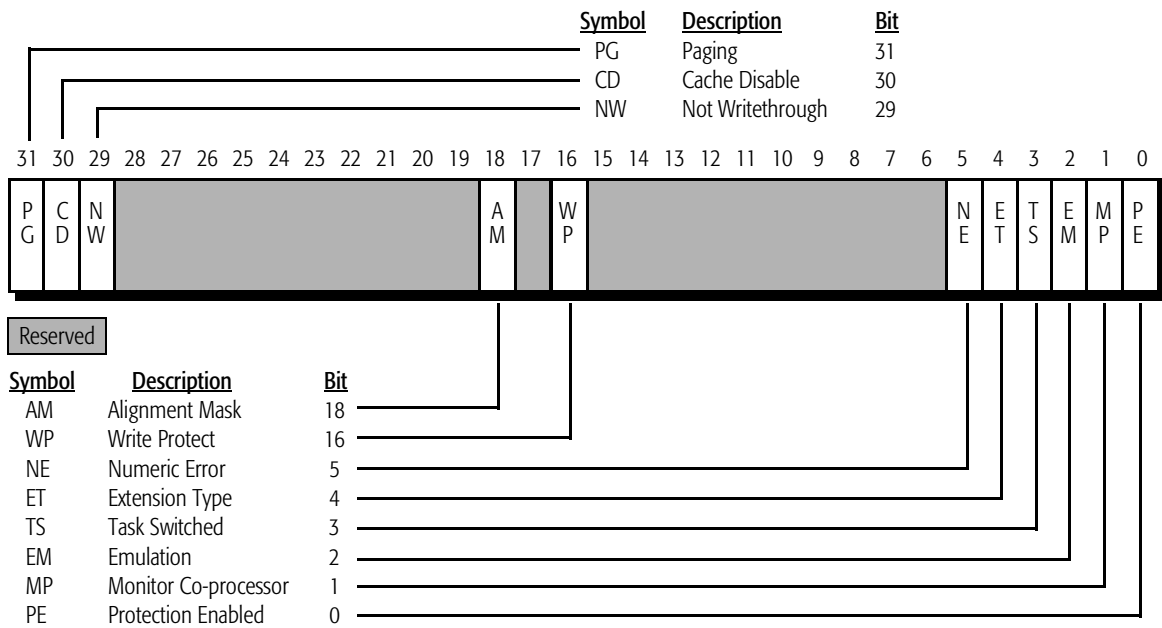 Symbol Description Bit
PG Paging 31
CD Cache Disable 30
NW Not Writethrough 29
31 30 29 28 27 26 25 24 23 22 21 20 19 18 17 16 15 14 13 12 11 10 9 8 7 6 5 4 3 2 1 0
P C N A W N E T E M P
G D W M P E T S M P E
Reserved
Symbol Description Bit
AM Alignment Mask 18
WP Write Protect 16
NE Numeric Error 5
ET Extension Type 4
TS Task Switched 3
EM Emulation 2
MP Monitor Co-processor 1
PE Protection Enabled 0